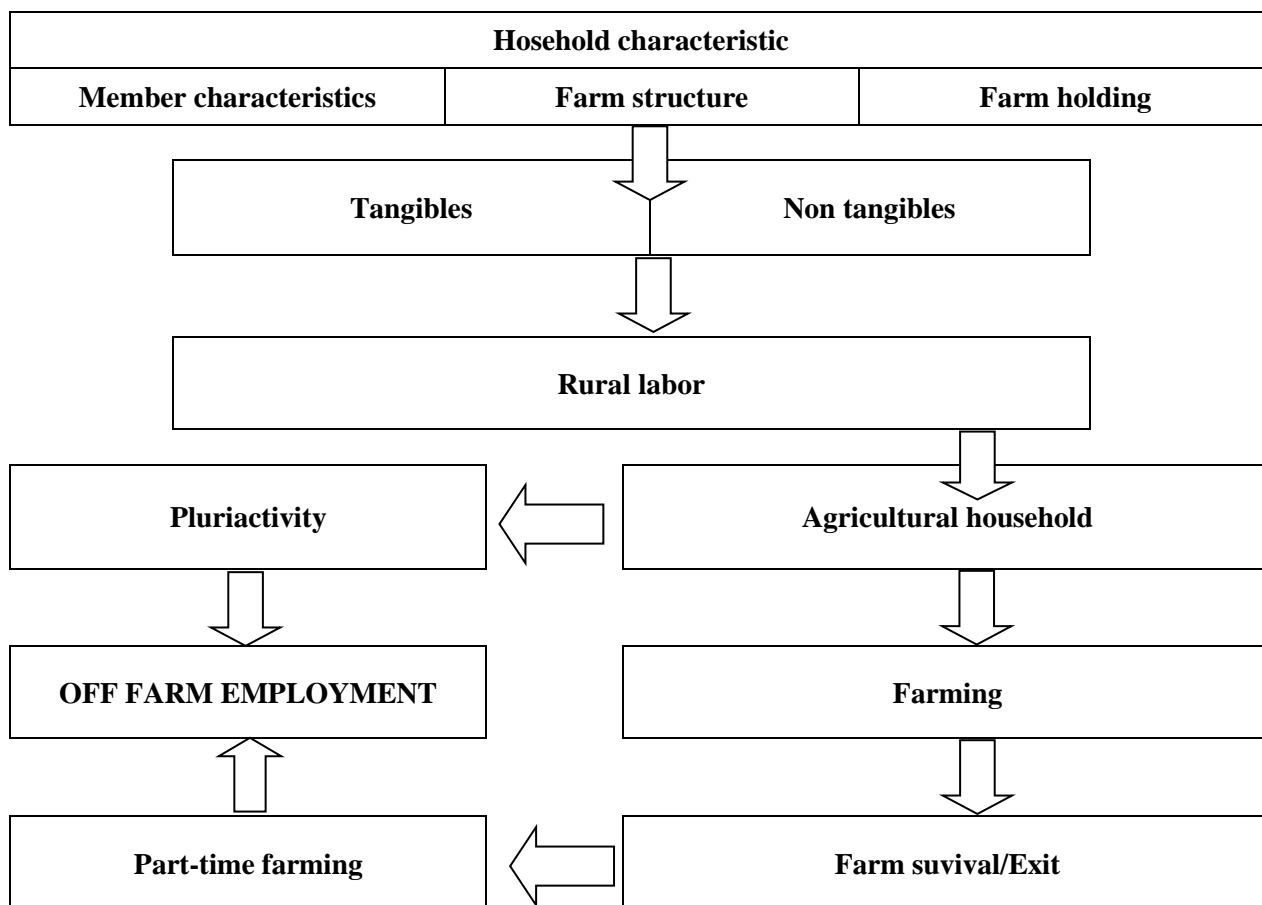 Hosehold characteristic
Member characteristics
Farm structure
Farm holding
Tangibles
Non tangibles
Rural labor
Pluriactivity
Agricultural household
OFF FARM EMPLOYMENT
Farming
Part-time farming
Farm suvival/Exit